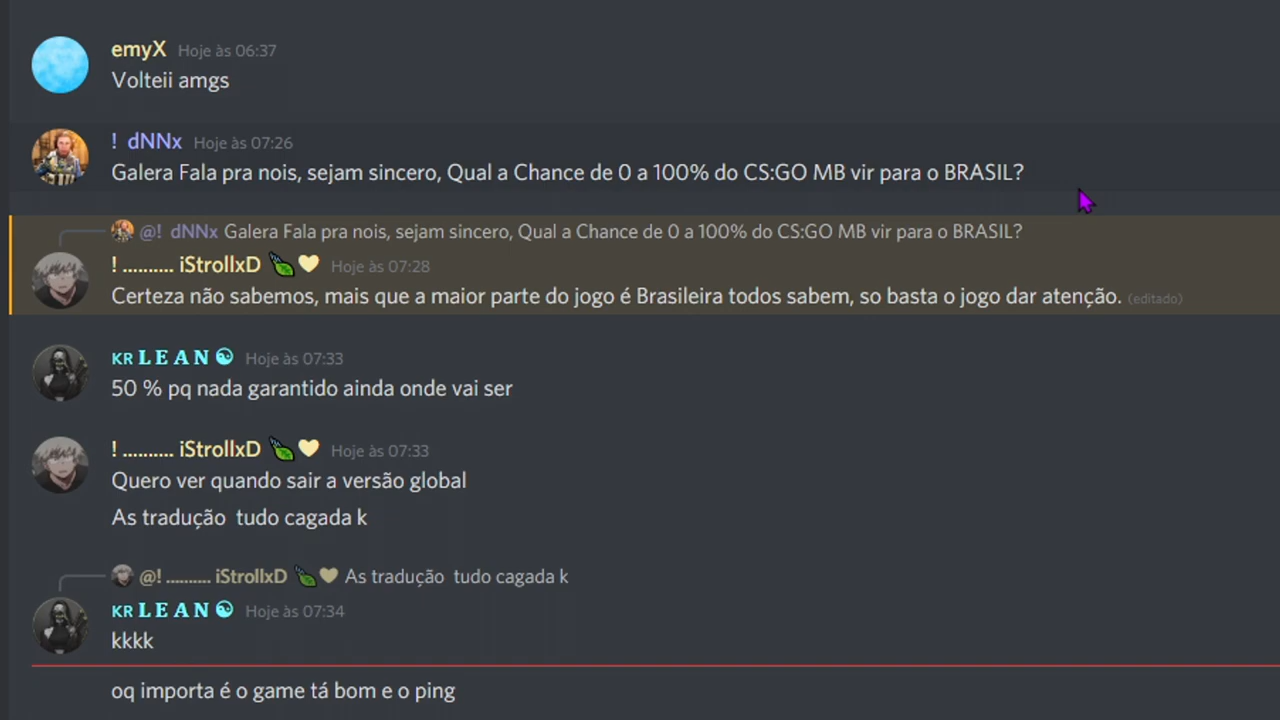 emyX Hoje às 06:37
Volteii amgs
! dNNx Hoje às 07:26
Galera Fala pra nois, sejam sincero, Qual a Chance de 0 a 100% do CS:GO MB vir para o BRASIL?
@! dNNx Galera Fala pra nois, sejam sincero, Qual a Chance de 0 a 100% do CS:GO MB vir para o BRASIL?
! .......... iStrollxD Hoje às 07:28
Certeza não sabemos, mais que a maior parte do jogo é Brasileira todos sabem, so basta o jogo dar atenção. (editado)
KR L E A N ☯ Hoje às 07:33
50 % pq nada garantido ainda onde vai ser
! .......... iStrollxD Hoje às 07:33
Quero ver quando sair a versão global
As tradução tudo cagada k
@! .......... iStrollxD As tradução tudo cagada k
KR L E A N ☯ Hoje às 07:34
kkkk
oq importa é o game tá bom e o ping